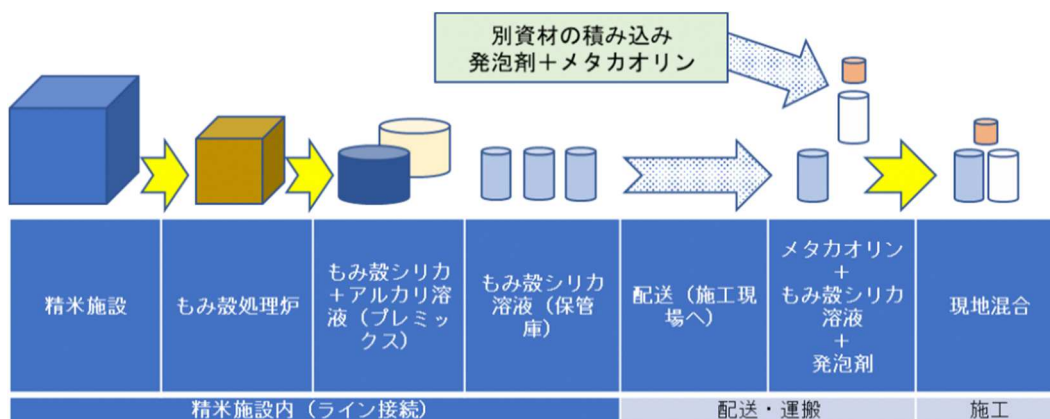 別資材の積み込み
発泡剤＋メタカオリン
精米施設
もみ殻処理炉
もみ殻シリカ
＋アルカリ溶
液（プレミッ
クス）
もみ殻シリカ
溶液（保管
庫）
配送（施工現
場へ）
メタカオリン
＋
もみ殻シリカ
溶液
＋
発泡剤
現地混合
精米施設内（ライン接続）
配送・運搬
施工